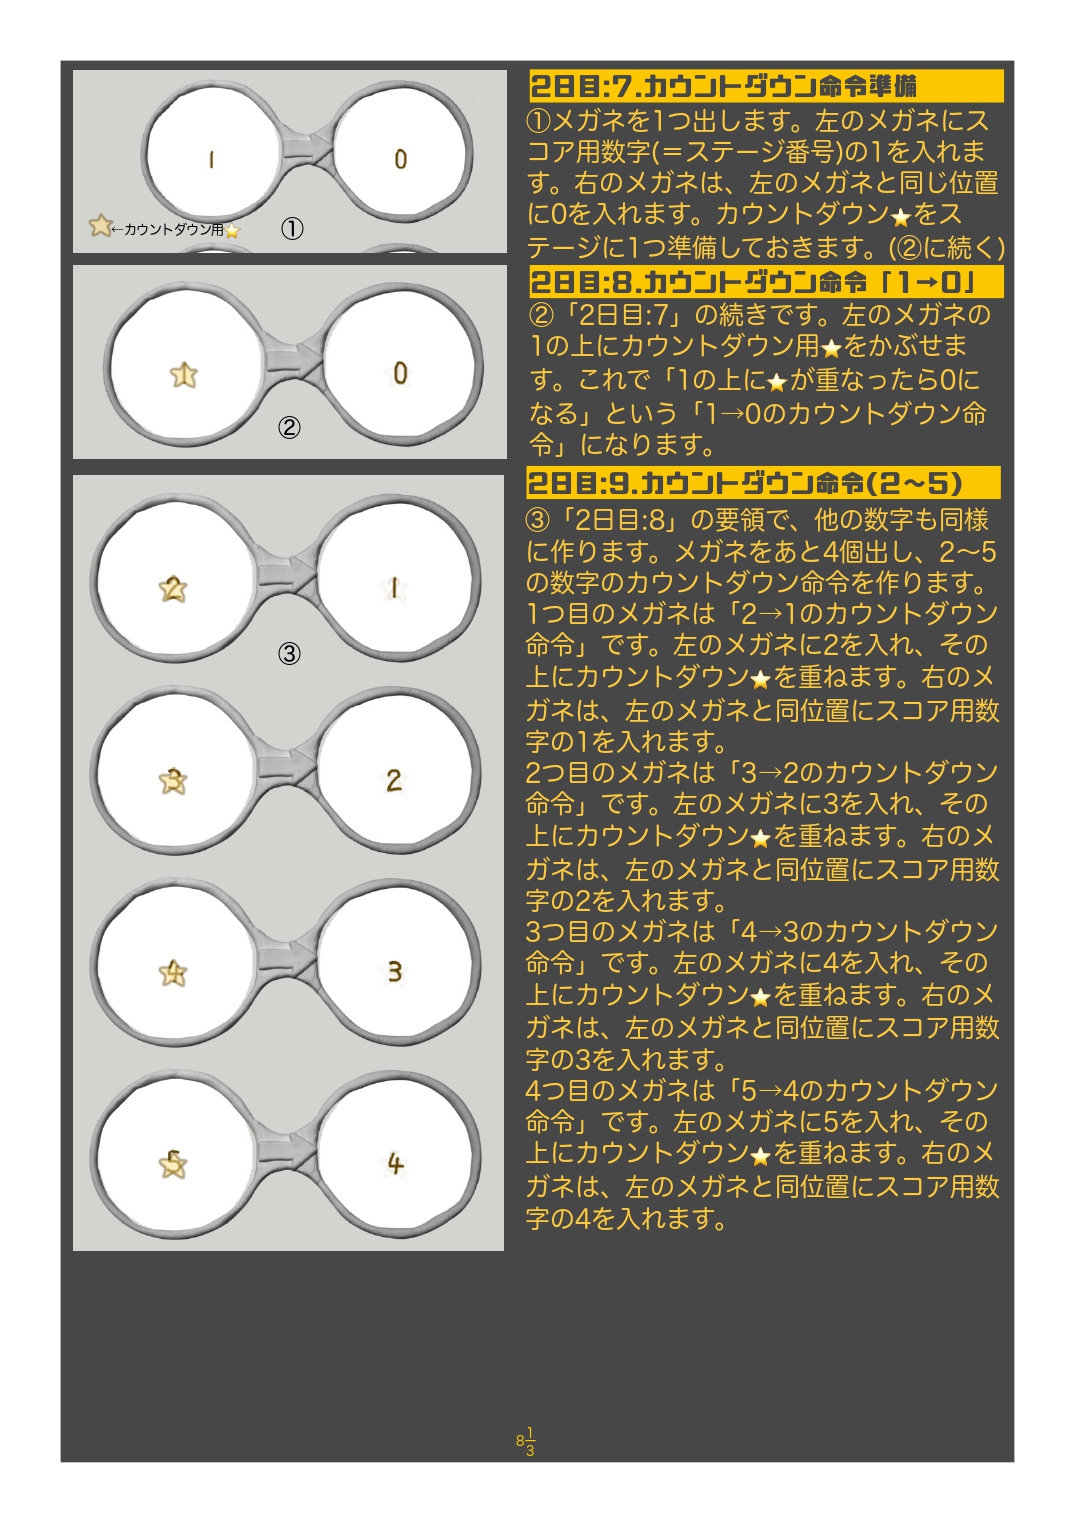 1
0
←カウントダウン用⭐
①
2日目:7.カウントダウン命令準備
①メガネを1つ出します。左のメガネにス
コア用数字(＝ステージ番号)の1を入れま
す。右のメガネは、左のメガネと同じ位置
に0を入れます。カウントダウン⭐をス
テージに1つ準備しておきます。(②に続く)
1
0
②
2日目:8.カウントダウン命令「1→0」
②「2日目:7」の続きです。左のメガネの
1の上にカウントダウン用⭐をかぶせま
す。これで「1の上に⭐が重なったら0に
なる」という「1→0のカウントダウン命
令」になります。
2
1
③
3
2
4
3
5
4
2日目:9.カウントダウン命令(2～5)
③「2日目:8」の要領で、他の数字も同様
に作ります。メガネをあと4個出し、2～5
の数字のカウントダウン命令を作ります。
1つ目のメガネは「2→1のカウントダウン
命令」です。左のメガネに2を入れ、その
上にカウントダウン⭐を重ねます。右のメ
ガネは、左のメガネと同位置にスコア用数
字の1を入れます。
2つ目のメガネは「3→2のカウントダウン
命令」です。左のメガネに3を入れ、その
上にカウントダウン⭐を重ねます。右のメ
ガネは、左のメガネと同位置にスコア用数
字の2を入れます。
3つ目のメガネは「4→3のカウントダウン
命令」です。左のメガネに4を入れ、その
上にカウントダウン⭐を重ねます。右のメ
ガネは、左のメガネと同位置にスコア用数
字の3を入れます。
4つ目のメガネは「5→4のカウントダウン
命令」です。左のメガネに5を入れ、その
上にカウントダウン⭐を重ねます。右のメ
ガネは、左のメガネと同位置にスコア用数
字の4を入れます。
8 1/3